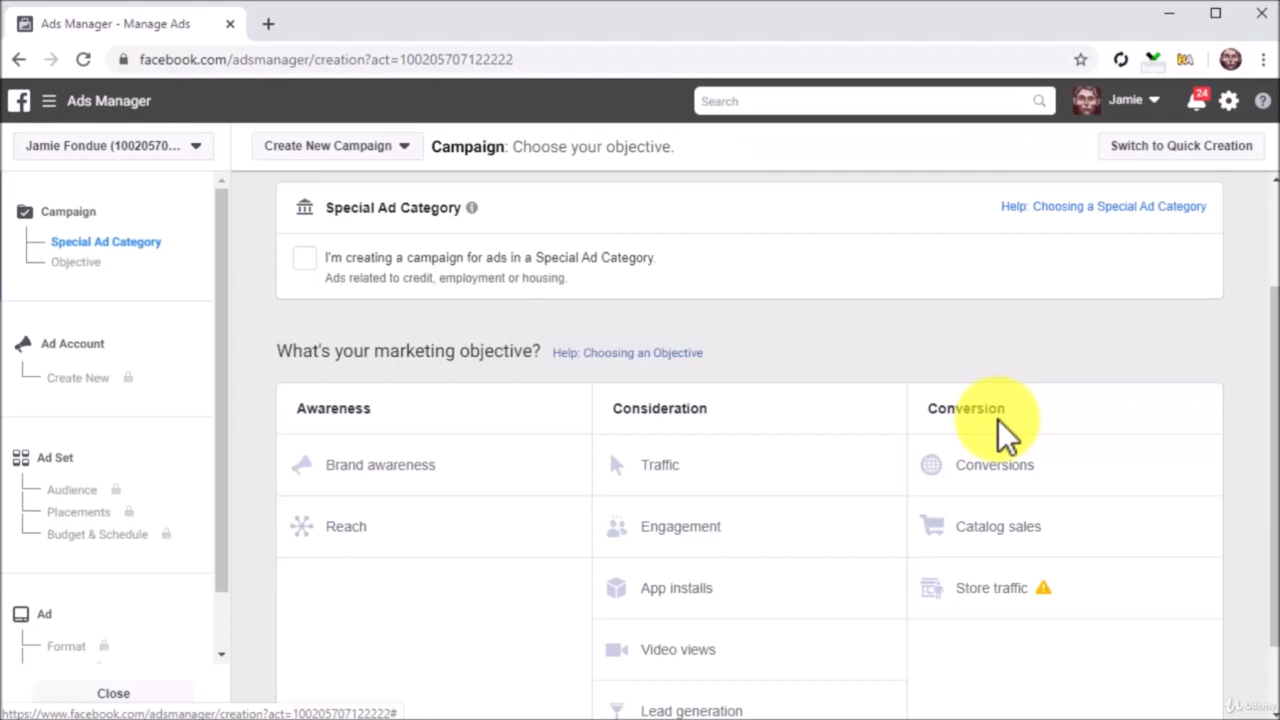 Ads Manager - Manage Ads
facebook.com/adsmanager/creation?act=100205707122222
Ads Manager
Search
Jamie
24
Jamie Fondue (10020570...
Create New Campaign
Campaign: Choose your objective.
Switch to Quick Creation
Campaign
Special Ad Category
Objective
Ad Account
Create New
Ad Set
Audience
Placements
Budget & Schedule
Ad
Format
Close
Special Ad Category
Help: Choosing a Special Ad Category
I'm creating a campaign for ads in a Special Ad Category.
Ads related to credit, employment or housing.
What's your marketing objective? Help: Choosing an Objective
Awareness
Brand awareness
Reach
Consideration
Traffic
Engagement
App installs
Video views
Lead generation
Conversion
Conversions
Catalog sales
Store traffic
https://www.facebook.com/adsmanager/creation?act=100205707122222#
Udemy